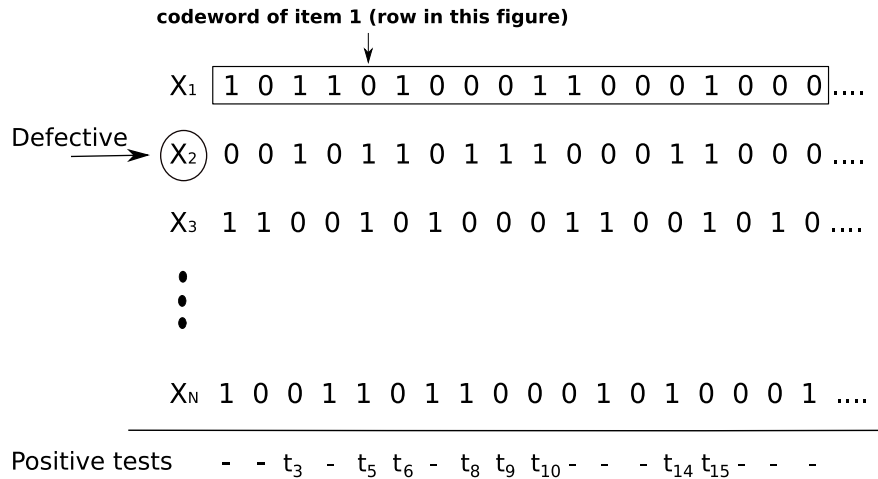 codeword of item 1 (row in this figure)
X1 1 0 1 1 0 1 0 0 0 1 1 0 0 0 1 0 0 0 ....
Defective
X2 0 0 1 0 1 1 0 1 1 1 0 0 0 1 1 0 0 0 ....
X3 1 1 0 0 1 0 1 0 0 0 1 1 0 0 1 0 1 0 ....
XN 1 0 0 1 1 0 1 1 0 0 0 1 0 1 0 0 0 1 ....
Positive tests - - t3 - t5 t6 - t8 t9 t10 - - - t14 t15 - - -